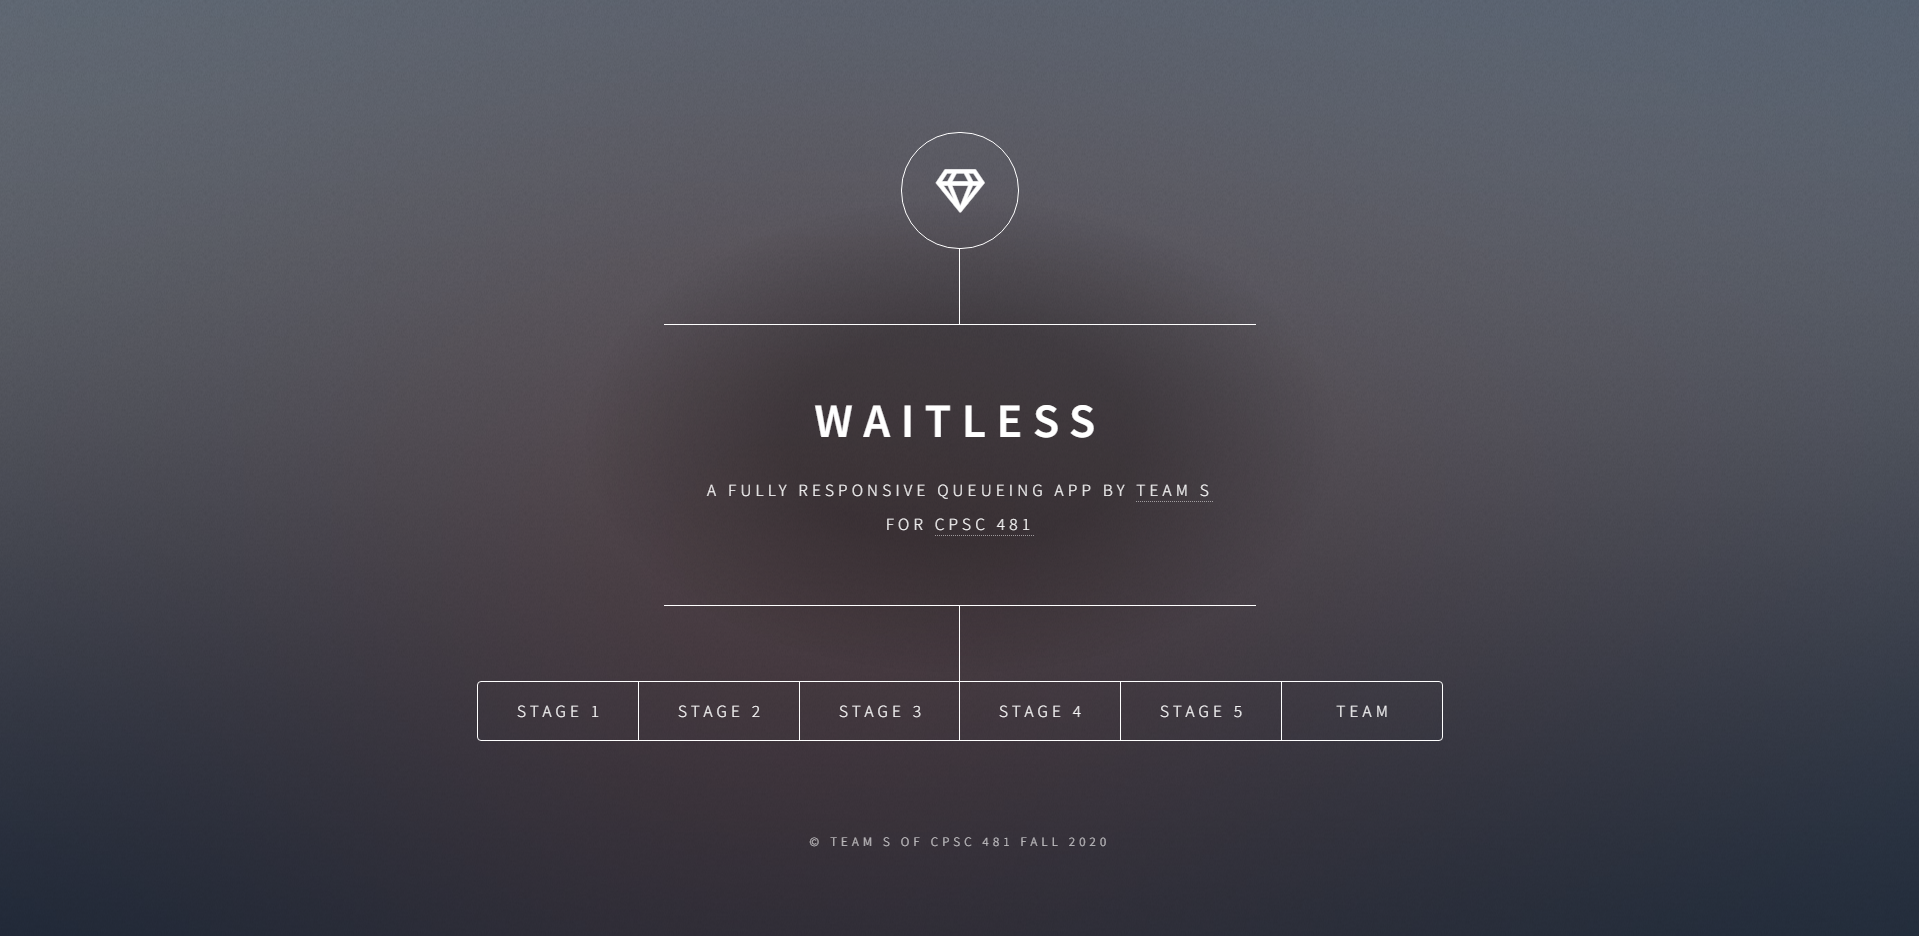 WAITLESS
A FULLY RESPONSIVE QUEUEING APP BY TEAM S
FOR CPSC 481
STAGE 1 STAGE 2 STAGE 3 STAGE 4 STAGE 5 TEAM
© TEAM S OF CPSC 481 FALL 2020